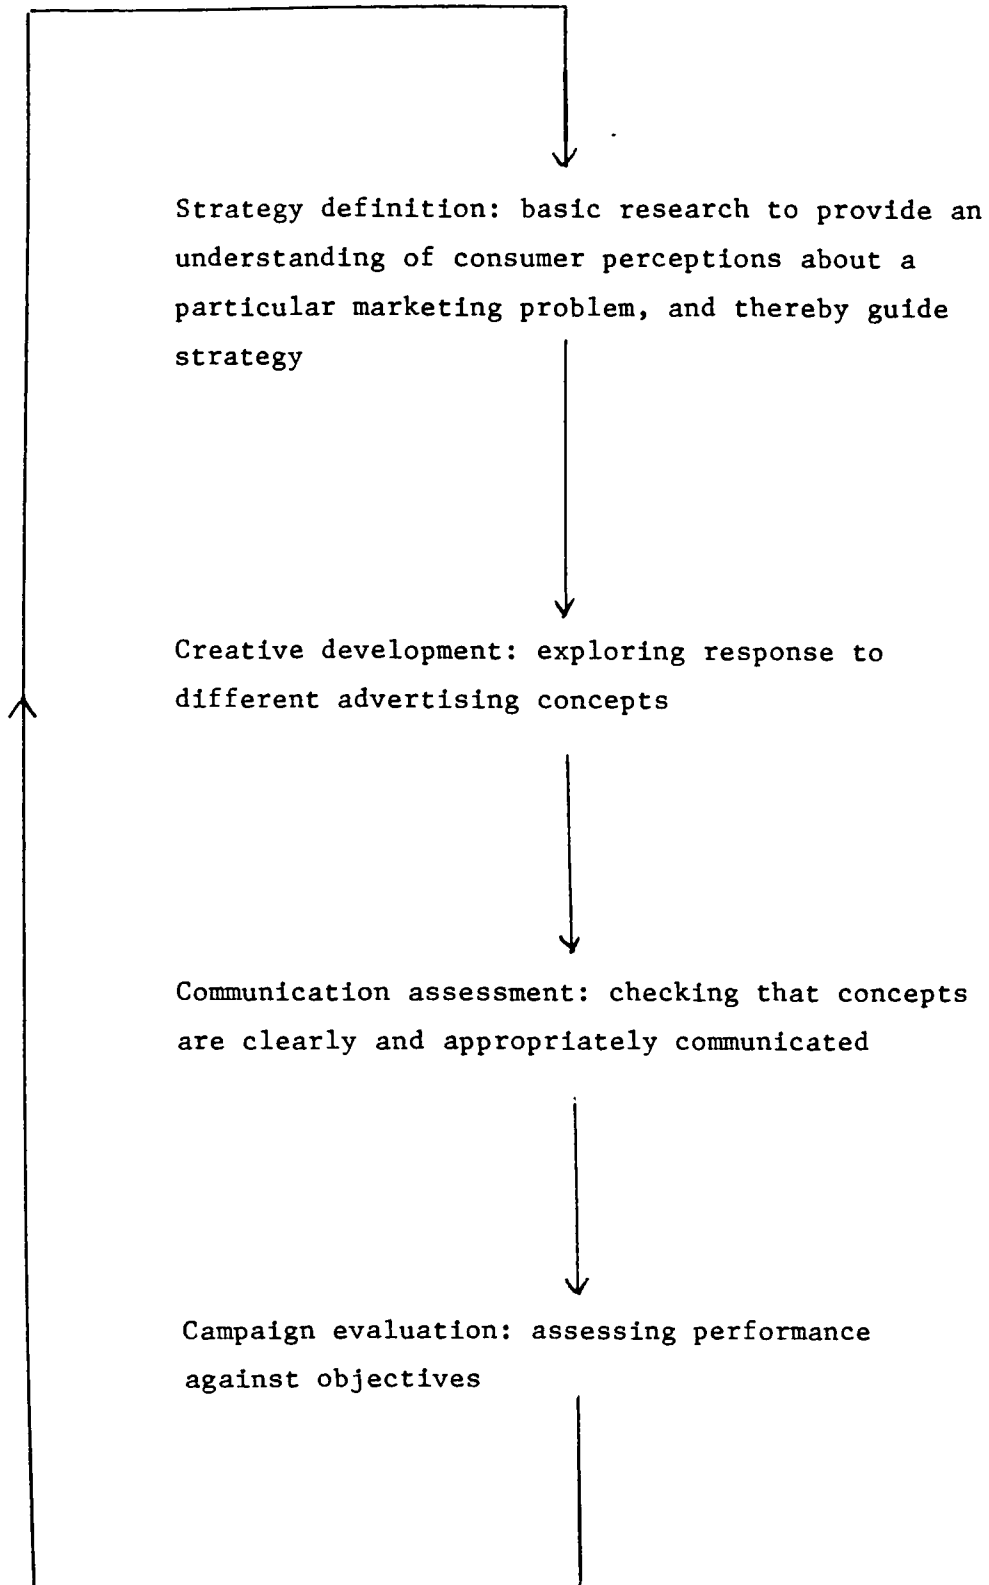 Strategy definition: basic research to provide an
understanding of consumer perceptions about a
particular marketing problem, and thereby guide
strategy
Creative development: exploring response to
different advertising concepts
Communication assessment: checking that concepts
are clearly and appropriately communicated
Campaign evaluation: assessing performance
against objectives